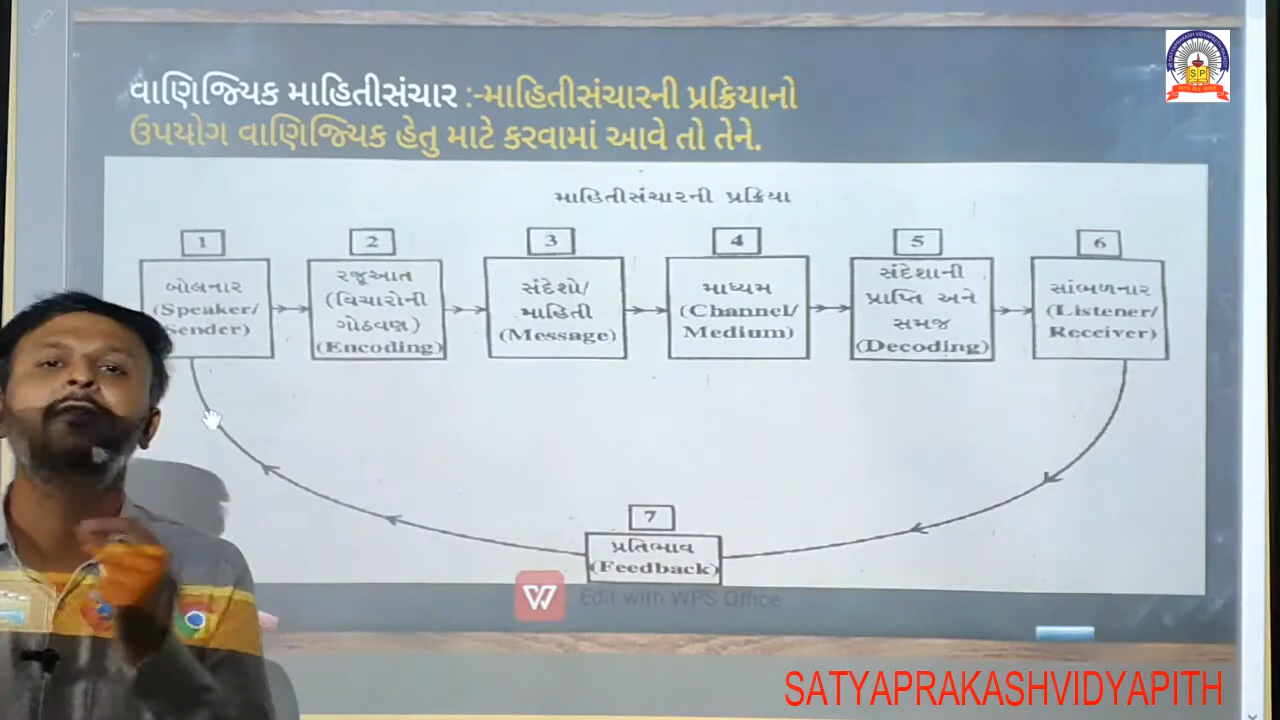 વાણિજ્યિક માહિતીસંચાર :-માહિતીસંચારની પ્રક્રિયાનો
ઉપયોગ વાણિજ્યિક હેતુ માટે કરવામાં આવે તો તેને.
માહિતીસંચારની પ્રક્રિયા
1
બોલનાર
(Speaker/
Sender)
2
રજૂઆત
(વિચારોની
ગોઠવણ)
(Encoding)
3
સંદેશો/
માહિતી
(Message)
4
માધ્યમ
(Channel/
Medium)
5
સંદેશાની
પ્રાપ્તિ અને
સમજ
(Decoding)
6
સાંભળનાર
(Listener/
Receiver)
7
પ્રતિભાવ
(Feedback)
W
Edit with WPS Office
SP
SATYAPRAKASHVIDYAPITH